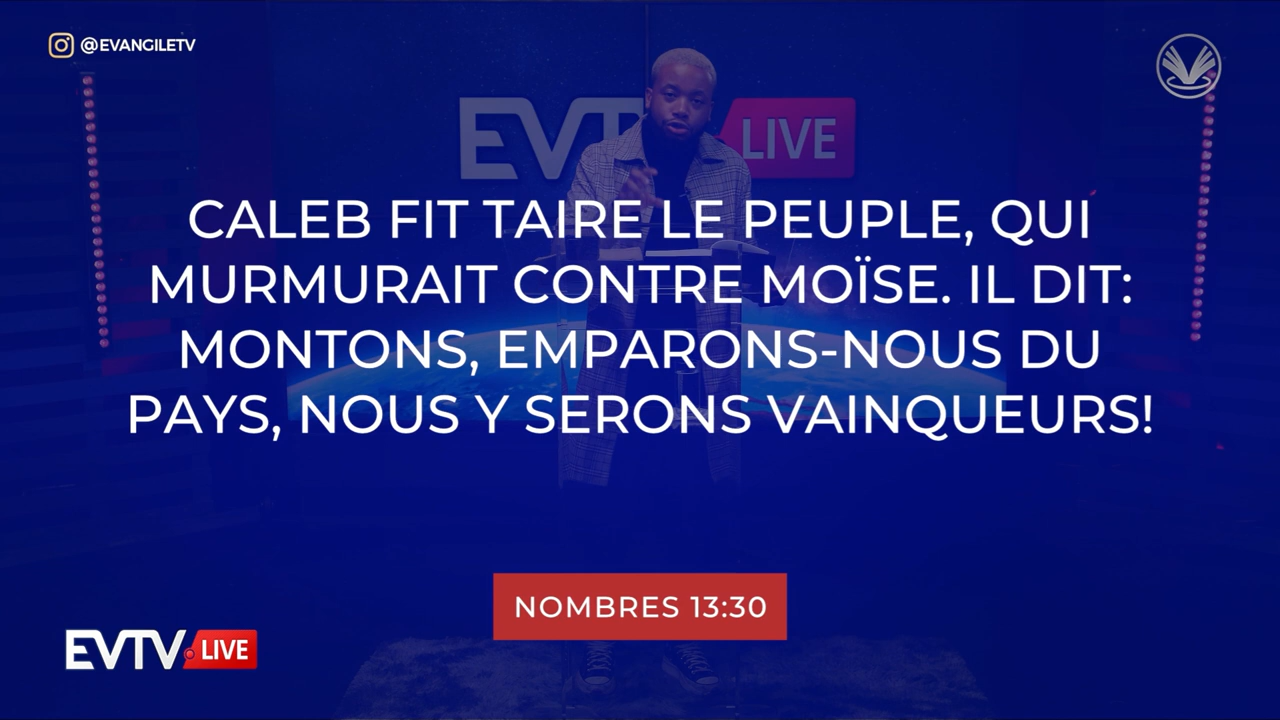 @EVANGILETV
EVTV LIVE
CALEB FIT TAIRE LE PEUPLE, QUI
MURMURAIT CONTRE MOÏSE. IL DIT:
MONTONS, EMPARONS-NOUS DU
PAYS, NOUS Y SERONS VAINQUEURS!
NOMBRES 13:30
EVTV LIVE